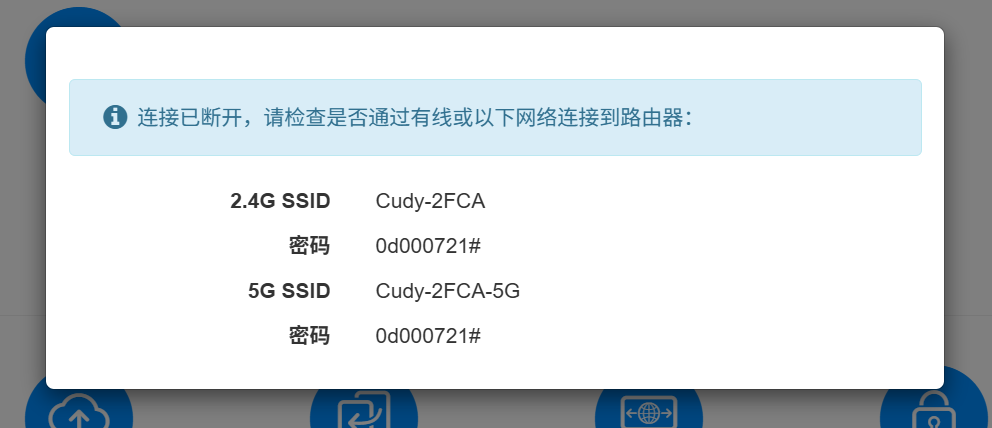 连接已断开，请检查是否通过有线或以下网络连接到路由器：
2.4G SSID Cudy-2FCA
密码 0d000721#
5G SSID Cudy-2FCA-5G
密码 0d000721#